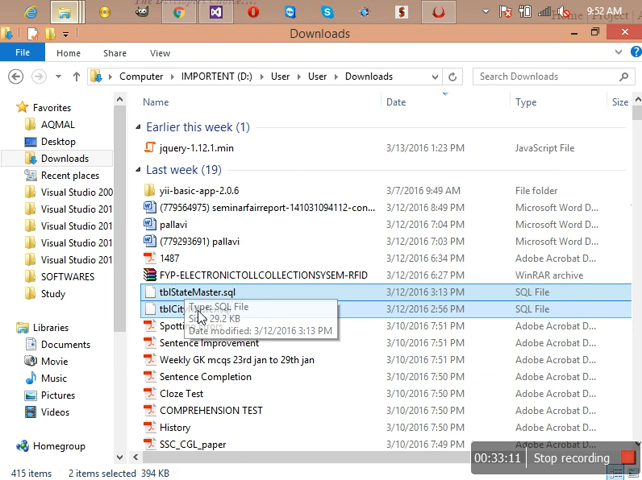 9:52 AM
Home | Project | A
Downloads
File Home Share View
Computer IMPORTENT (D:) User User Downloads
Search Downloads
Favorites
AQMAL
Desktop
Downloads
Recent places
Visual Studio 200
Visual Studio 201
Visual Studio 201
Visual Studio 201
Visual Studio 201
SOFTWARES
Study
Libraries
Documents
Movie
Music
Pictures
Videos
Homegroup
Name Date Type Size
Earlier this week (1)
jquery-1.12.1.min 3/13/2016 1:23 PM JavaScript File
Last week (19)
yii-basic-app-2.0.6 3/7/2016 9:49 AM File folder
(779564975) seminarfairreport-141031094112-con... 3/12/2016 8:49 PM Microsoft Word D...
pallavi 3/12/2016 7:04 PM Microsoft Word D...
(779293691) pallavi 3/12/2016 7:03 PM Microsoft Word D...
1487 3/12/2016 6:32 PM Adobe Acrobat D...
FYP-ELECTRONICTOLLCOLLECTIONSYSEM-RFID 3/12/2016 6:07 PM WinRAR archive
tblStateMaster.sql 3/12/2016 3:13 PM SQL File
tblCit 3/12/2016 2:56 PM SQL File
Type: SQL File
Size: 29.2 KB
Date modified: 3/12/2016 3:13 PM
Spotti 3/10/2016 7:50 PM Adobe Acrobat D...
Sentence Improvement 3/10/2016 7:50 PM Adobe Acrobat D...
Weekly GK mcqs 23rd jan to 29th jan 3/10/2016 7:50 PM Adobe Acrobat D...
Sentence Completion 3/10/2016 7:50 PM Adobe Acrobat D...
Cloze Test 3/10/2016 7:50 PM Adobe Acrobat D...
COMPREHENSION TEST 3/10/2016 7:50 PM Adobe Acrobat D...
History 3/10/2016 7:50 PM Adobe Acrobat D...
SSC_CGL_paper 3/10/2016 7:49 PM Adobe Acrobat D...
415 items 2 items selected 394 KB
00:33:11 Stop recording